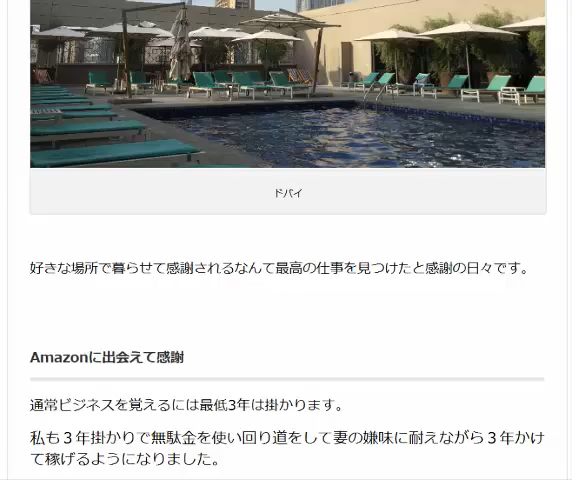 ドバイ
好きな場所で暮らせて感謝されるなんて最高の仕事を見つけたと感謝の日々です。
Amazonに出会えて感謝
通常ビジネスを覚えるには最低3年は掛かります。
私も３年掛かりで無駄金を使い回り道をして妻の嫌味に耐えながら３年かけ
て稼げるようになりました。